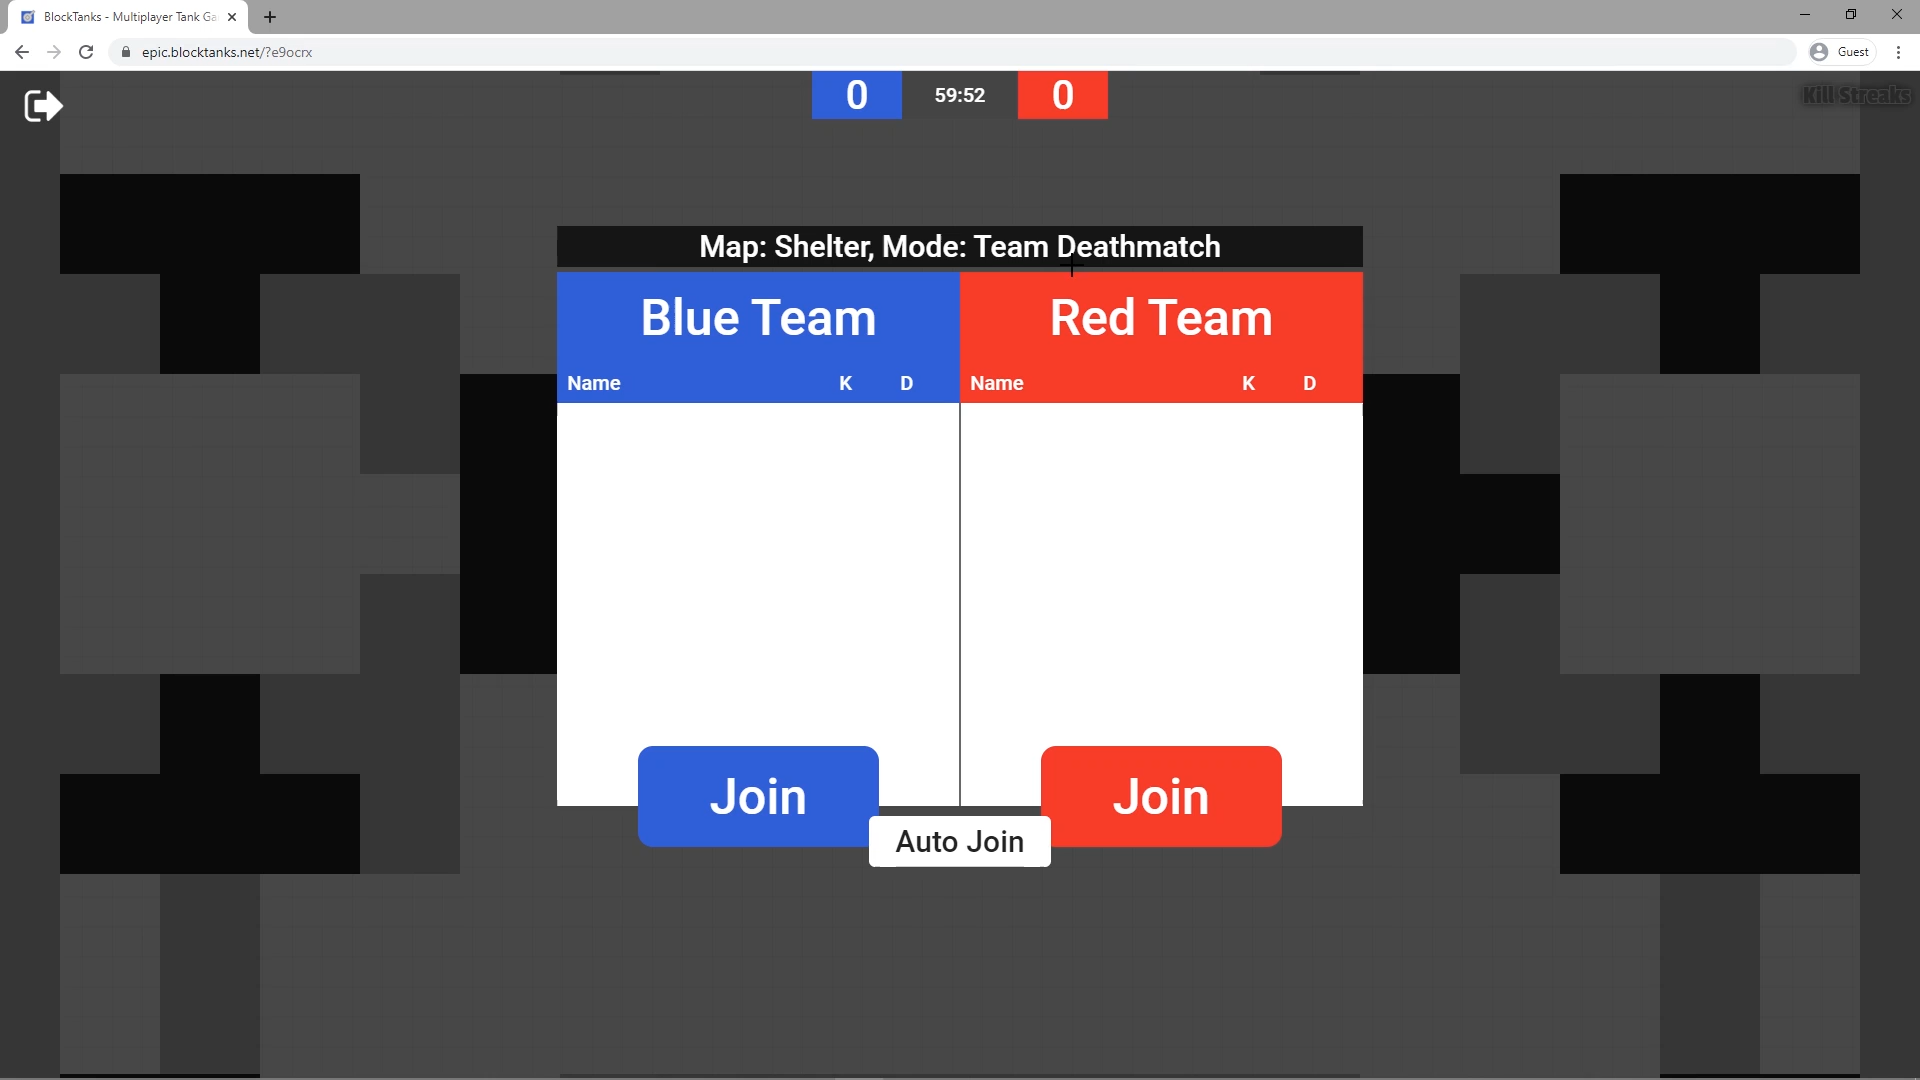 BlockTanks - Multiplayer Tank Ga
epic.blocktanks.net/?e9ocrx
Guest
0 59:52 0
Kill Streaks
Map: Shelter, Mode: Team Deathmatch
Blue Team Red Team
Name K D Name K D
Join Join
Auto Join